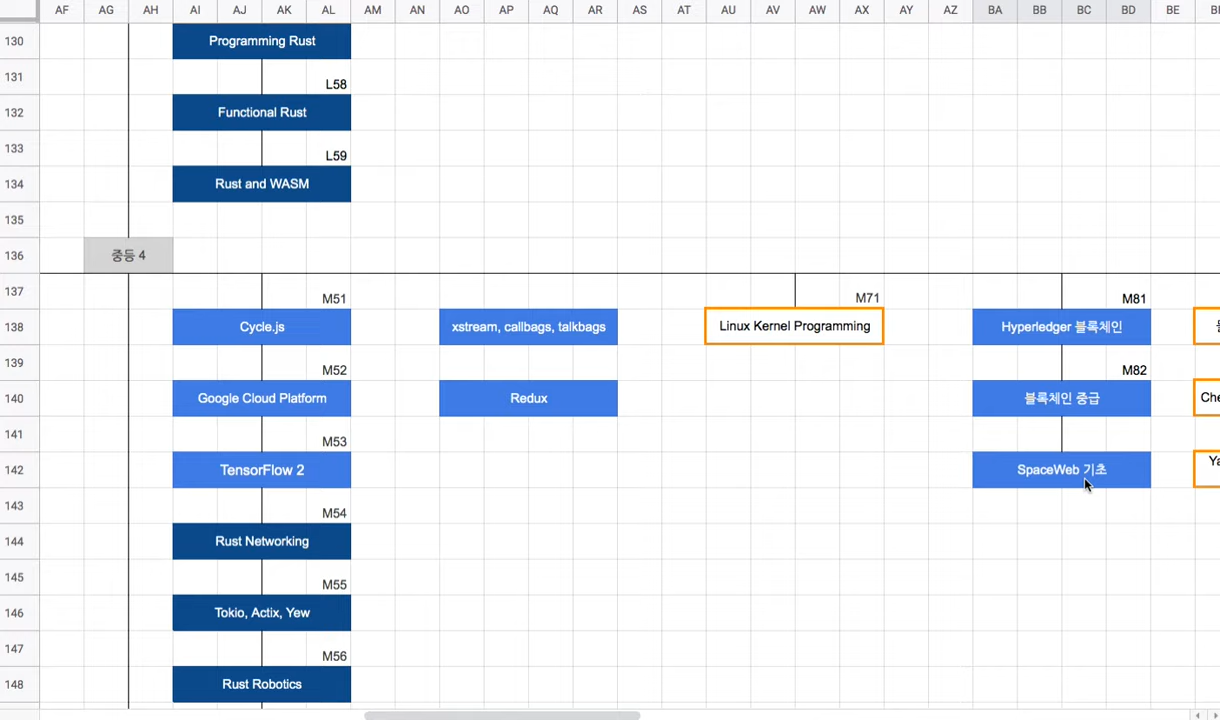 AF AG AH AI AJ AK AL AM AN AO AP AQ AR AS AT AU AV AW AX AY AZ BA BB BC BD BE
130 Programming Rust
131 L58
132 Functional Rust
133 L59
134 Rust and WASM
135
136 중등 4
137 M51 M71 M81
138 Cycle.js xstream, callbags, talkbags Linux Kernel Programming Hyperledger 블록체인
139 M52 M82
140 Google Cloud Platform Redux 블록체인 중급
141 M53
142 TensorFlow 2 SpaceWeb 기초
143 M54
144 Rust Networking
145 M55
146 Tokio, Actix, Yew
147 M56
148 Rust Robotics